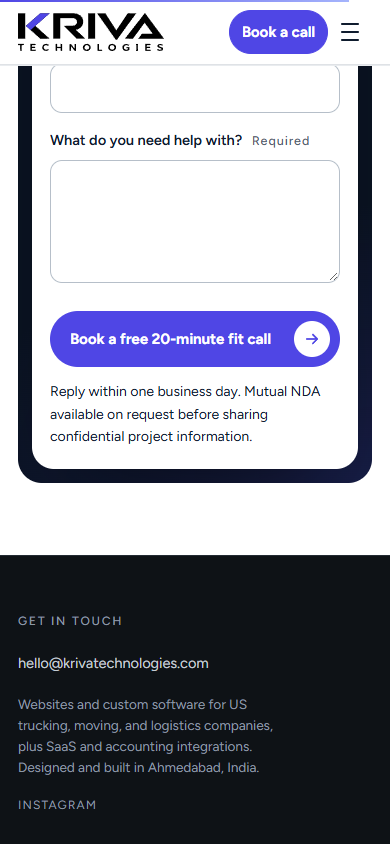 KRIVA
TECHNOLOGIES
Book a call
What do you need help with? Required
Book a free 20-minute fit call
Reply within one business day. Mutual NDA
available on request before sharing
confidential project information.
GET IN TOUCH
hello@krivatechnologies.com
Websites and custom software for US
trucking, moving, and logistics companies,
plus SaaS and accounting integrations.
Designed and built in Ahmedabad, India.
INSTAGRAM